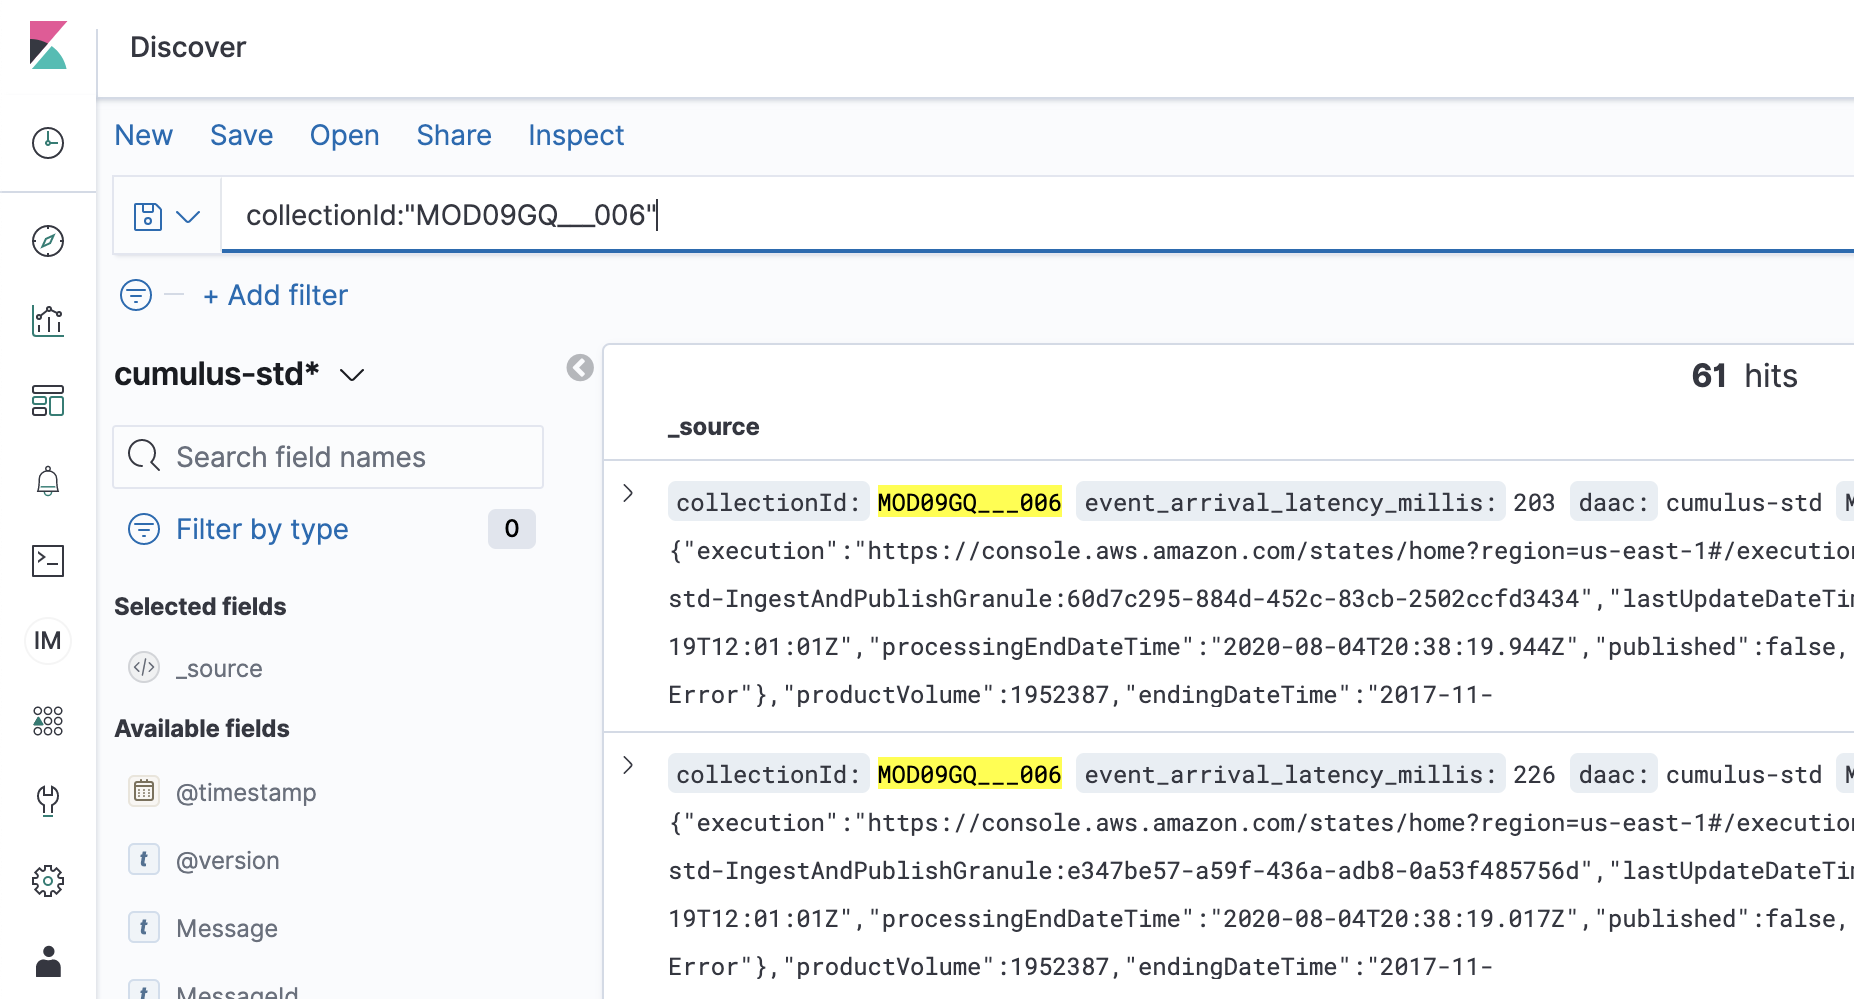 Discover
New Save Open Share Inspect
collectionId:"MOD09GQ___006"
+ Add filter
cumulus-std*
Search field names
Filter by type 0
Selected fields
_source
Available fields
@timestamp
@version
Message
MessageId
IM
61 hits
_source
collectionId: MOD09GQ___006 event_arrival_latency_millis: 203 daac: cumulus-std
{"execution":"https://console.aws.amazon.com/states/home?region=us-east-1#/execution
std-IngestAndPublishGranule:60d7c295-884d-452c-83cb-2502ccfd3434","lastUpdateDateTim
19T12:01:01Z","processingEndDateTime":"2020-08-04T20:38:19.944Z","published":false,
Error"},"productVolume":1952387,"endingDateTime":"2017-11-
collectionId: MOD09GQ___006 event_arrival_latency_millis: 226 daac: cumulus-std
{"execution":"https://console.aws.amazon.com/states/home?region=us-east-1#/execution
std-IngestAndPublishGranule:e347be57-a59f-436a-adb8-0a53f485756d","lastUpdateDateTim
19T12:01:01Z","processingEndDateTime":"2020-08-04T20:38:19.017Z","published":false,
Error"},"productVolume":1952387,"endingDateTime":"2017-11-